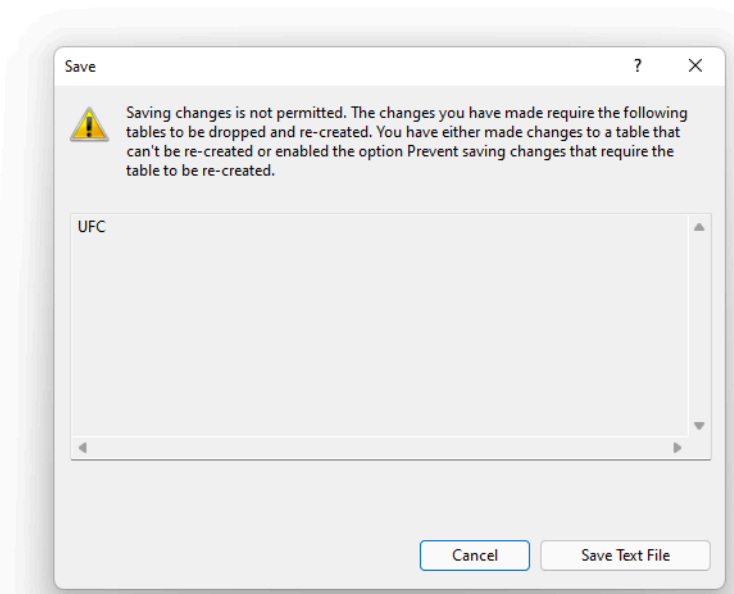 Save
?
Saving changes is not permitted. The changes you have made require the following
tables to be dropped and re-created. You have either made changes to a table that
can't be re-created or enabled the option Prevent saving changes that require the
table to be re-created.
UFC
Cancel
Save Text File